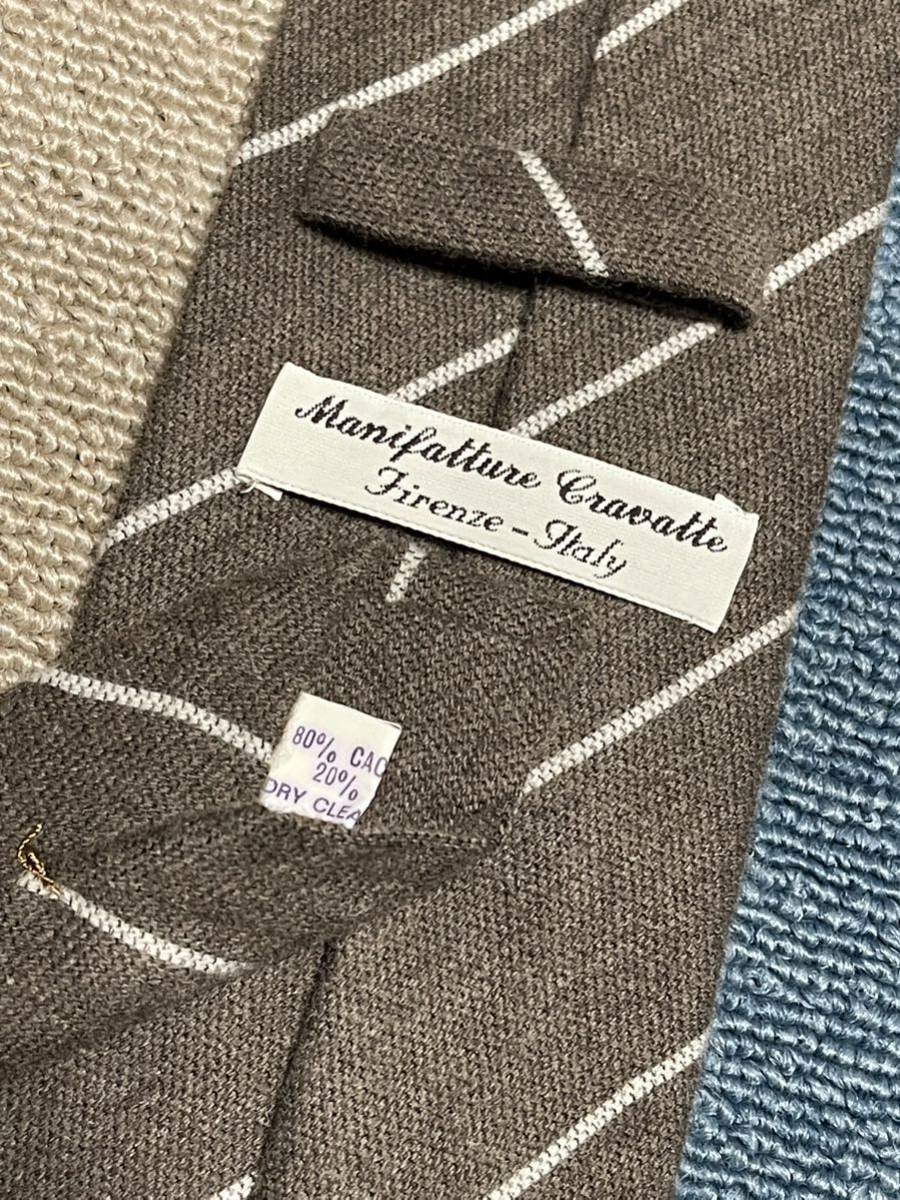 Manifatture Cravatte
Firenze - Italy
80% CAC
20%
DRY CLEA